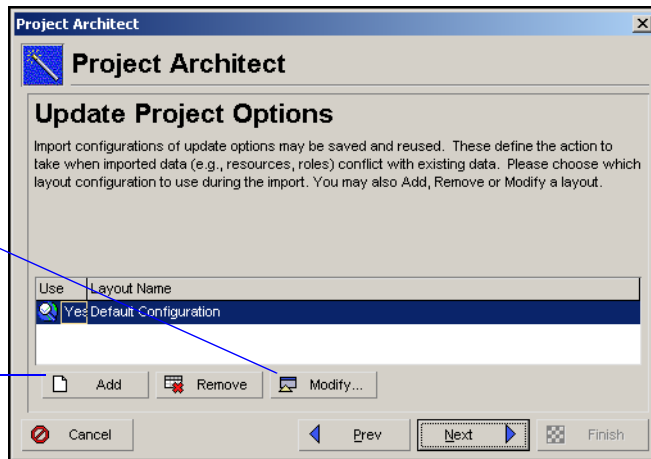 Project Architect
Project Architect
Update Project Options
Import configurations of update options may be saved and reused. These define the action to
take when imported data (e.g., resources, roles) conflict with existing data. Please choose which
layout configuration to use during the import. You may also Add, Remove or Modify a layout.
Use Layout Name
Yes Default Configuration
Add Remove Modify...
Cancel Prev Next Finish